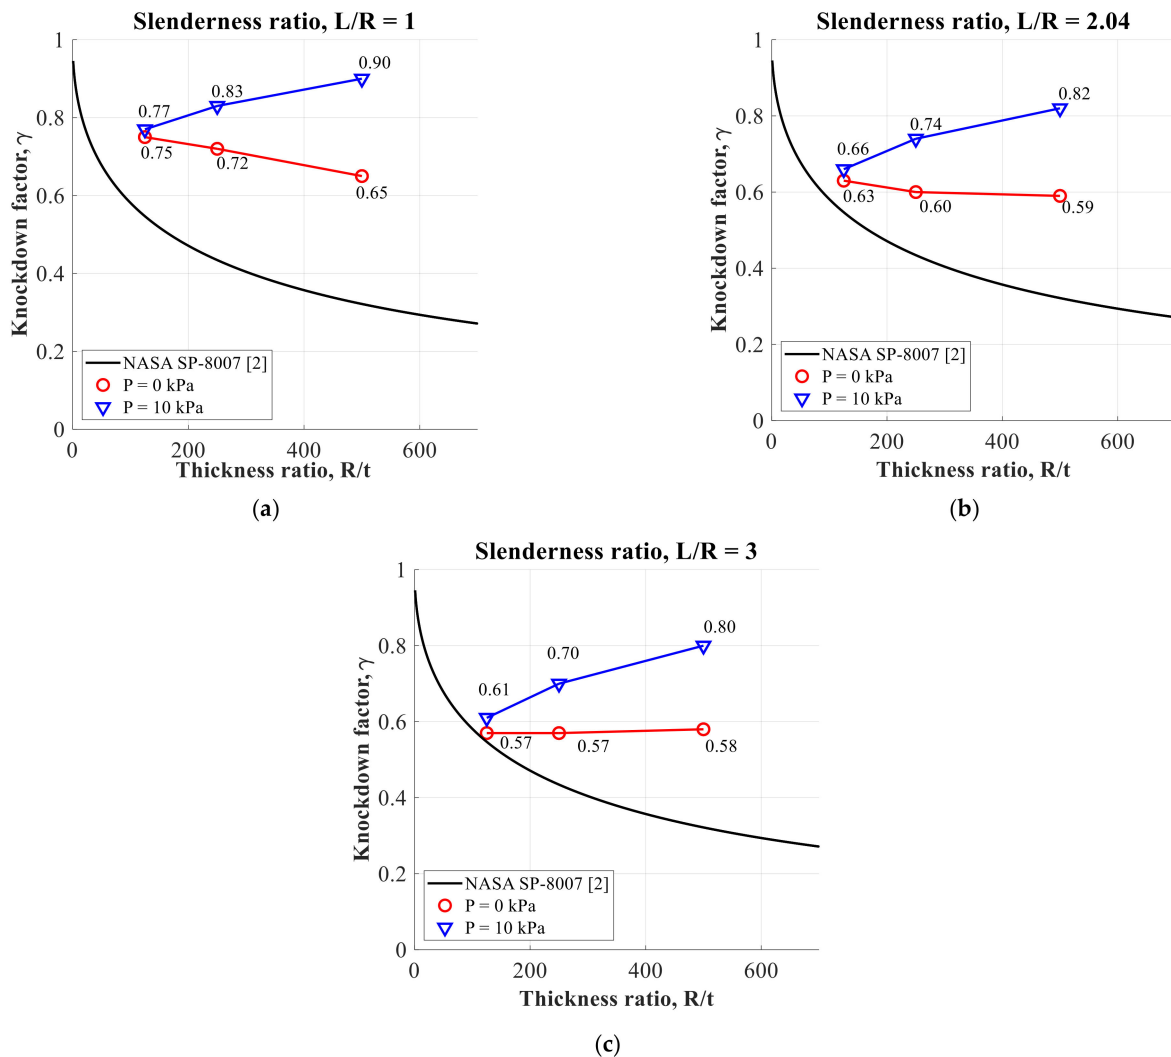 Slenderness ratio, L/R = 1
1
0.8
0.6
0.4
0.2
0
Knockdown factor, γ
0.77
0.83
0.90
0.75
0.72
0.65
NASA SP-8007 [2]
P = 0 kPa
P = 10 kPa
0 200 400 600
Thickness ratio, R/t
(a)
Slenderness ratio, L/R = 2.04
1
0.8
0.6
0.4
0.2
0
Knockdown factor, γ
0.66
0.74
0.82
0.63
0.60
0.59
NASA SP-8007 [2]
P = 0 kPa
P = 10 kPa
0 200 400 600
Thickness ratio, R/t
(b)
Slenderness ratio, L/R = 3
1
0.8
0.6
0.4
0.2
0
Knockdown factor, γ
0.61
0.70
0.80
0.57
0.57
0.58
NASA SP-8007 [2]
P = 0 kPa
P = 10 kPa
0 200 400 600
Thickness ratio, R/t
(c)